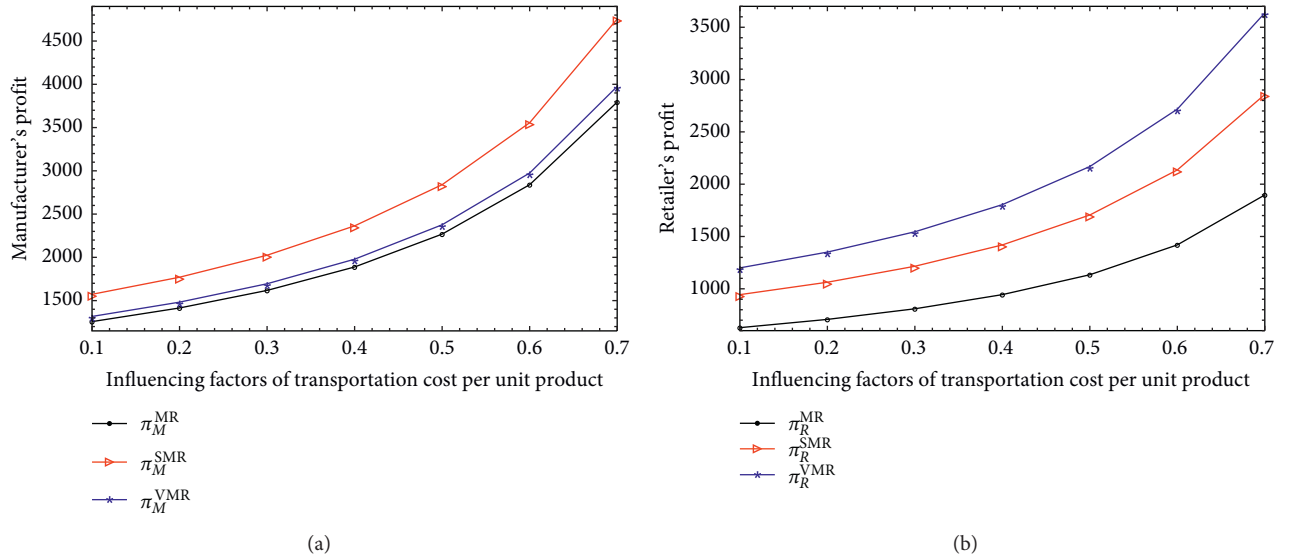 Manufacturer's profit
4500
4000
3500
3000
2500
2000
1500
0.1 0.2 0.3 0.4 0.5 0.6 0.7
Influencing factors of transportation cost per unit product
π_M^MR
π_M^SMR
π_M^VMR
(a)
Retailer's profit
3500
3000
2500
2000
1500
1000
0.1 0.2 0.3 0.4 0.5 0.6 0.7
Influencing factors of transportation cost per unit product
π_R^MR
π_R^SMR
π_R^VMR
(b)